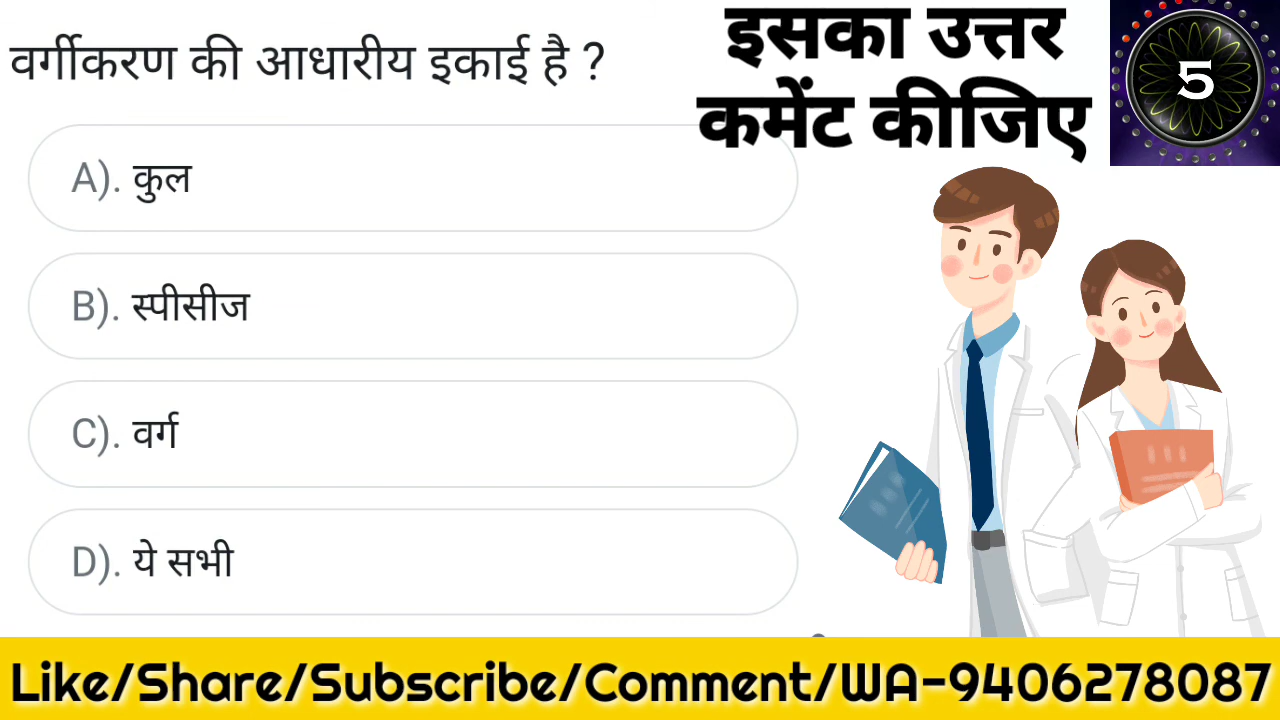 वर्गीकरण की आधारीय इकाई है ?
इसका उत्तर
कमेंट कीजिए
5
A). कुल
B). स्पीसीज
C). वर्ग
D). ये सभी
Like/Share/Subscribe/Comment/WA-9406278087